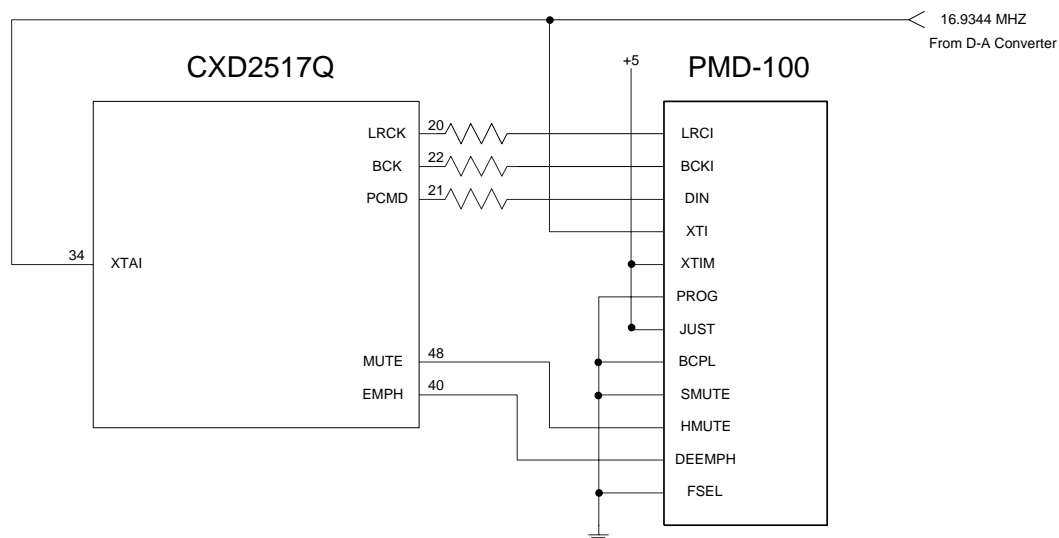 16.9344 MHZ
From D-A Converter
CXD2517Q
+5
PMD-100
LRCK 20
BCK 22
PCMD 21
34 XTAI
MUTE 48
EMPH 40
LRCI
BCKI
DIN
XTI
XTIM
PROG
JUST
BCPL
SMUTE
HMUTE
DEEMPH
FSEL